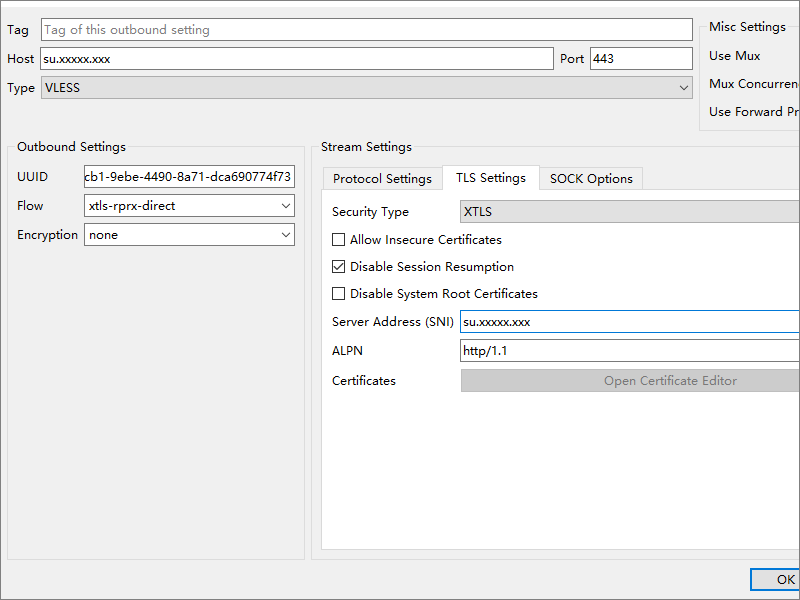 Tag Tag of this outbound setting
Host su.xxxxx.xxx Port 443
Type VLESS
Misc Settings
Use Mux
Mux Concurren
Use Forward Pr
Outbound Settings
UUID cb1-9ebe-4490-8a71-dca690774f73
Flow xtls-rprx-direct
Encryption none
Stream Settings
Protocol Settings TLS Settings SOCK Options
Security Type XTLS
Allow Insecure Certificates
Disable Session Resumption
Disable System Root Certificates
Server Address (SNI) su.xxxxx.xxx
ALPN http/1.1
Certificates Open Certificate Editor
OK